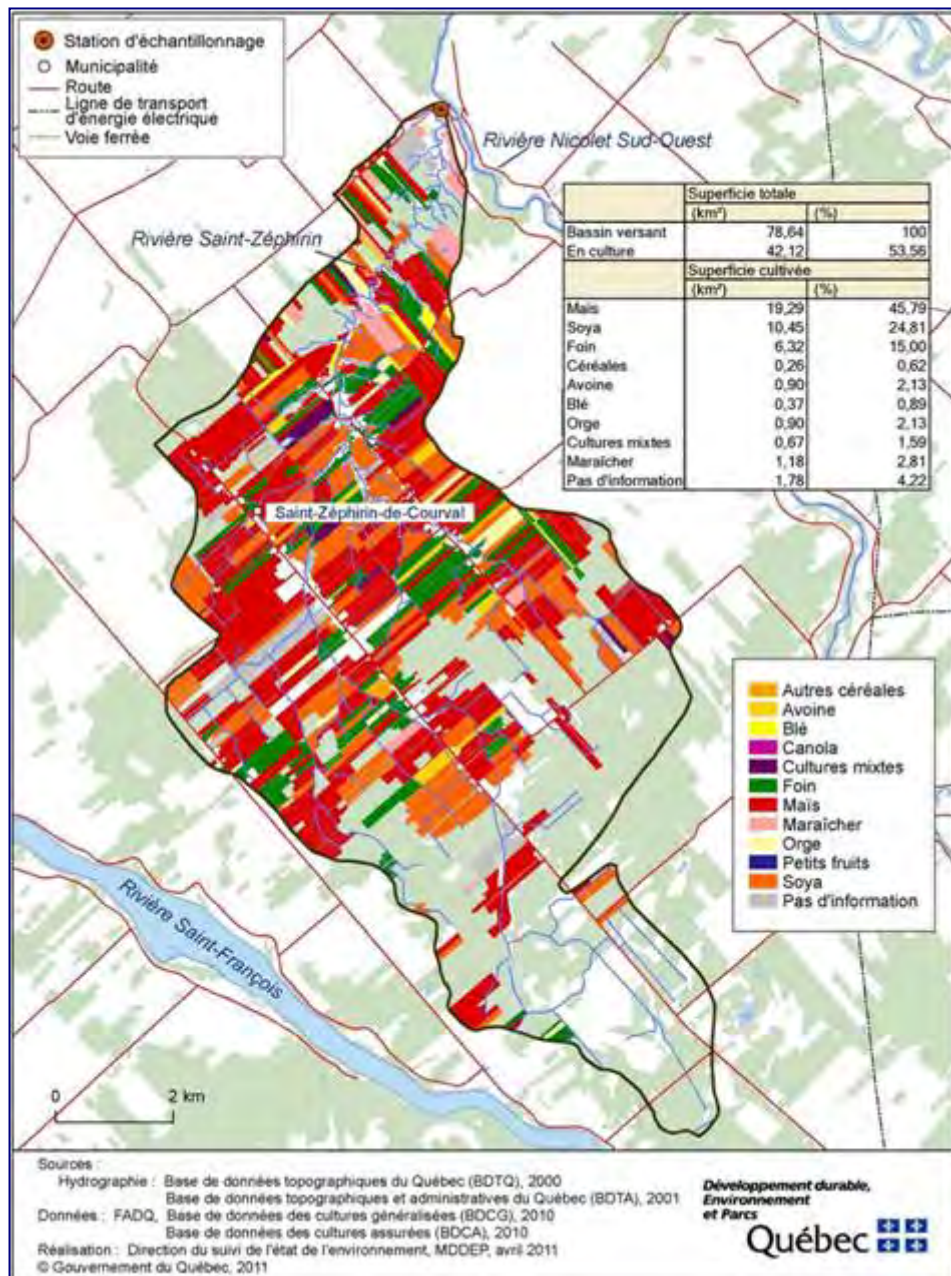 Station d'échantillonnage
Municipalité
Route
Ligne de transport
d'énergie électrique
Voie ferrée
Rivière Nicolet Sud-Ouest
Rivière Saint-Zéphirin
Superficie totale
(km²) (%)
Bassin versant 78,64 100
En culture 42,12 53,56
Superficie cultivée
(km²) (%)
Maïs 19,29 45,79
Soya 10,45 24,81
Foin 6,32 15,00
Céréales 0,26 0,62
Avoine 0,90 2,13
Blé 0,37 0,89
Orge 0,90 2,13
Cultures mixtes 0,67 1,59
Maraîcher 1,18 2,81
Pas d'information 1,78 4,22
Saint-Zéphirin-de-Courval
Autres céréales
Avoine
Blé
Canola
Cultures mixtes
Foin
Maïs
Maraîcher
Orge
Petits fruits
Soya
Pas d'information
Rivière Saint-François
0 2 km
Sources :
Hydrographie : Base de données topographiques du Québec (BDTQ), 2000
Base de données topographiques et administratives du Québec (BDTA), 2001
Données : FADQ, Base de données des cultures généralisées (BDCG), 2010
Base de données des cultures assurées (BDCA), 2010
Réalisation : Direction du suivi de l'état de l'environnement, MDDEP, avril 2011
© Gouvernement du Québec, 2011
Développement durable,
Environnement
et Parcs
Québec